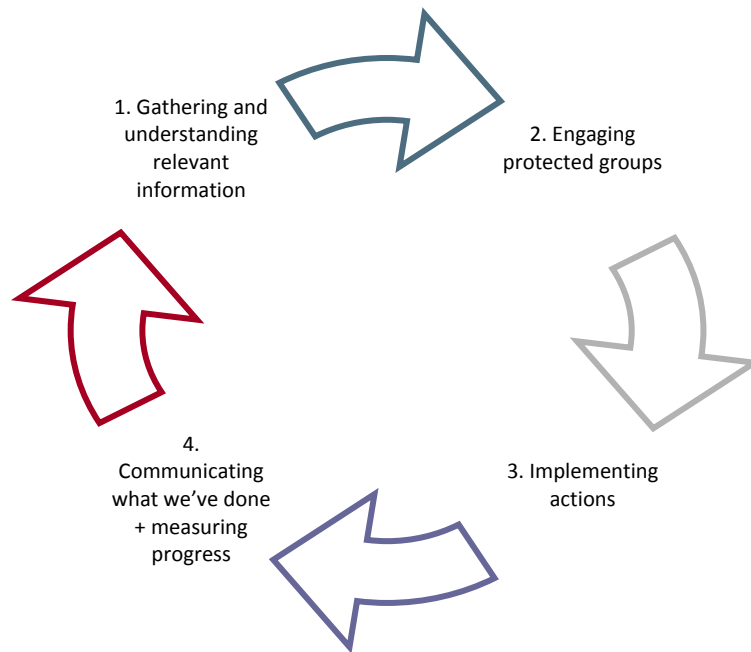 1. Gathering and
understanding
relevant
information
2. Engaging
protected groups
3. Implementing
actions
4.
Communicating
what we’ve done
+ measuring
progress